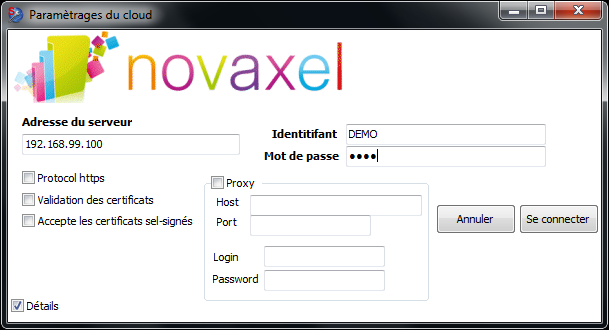 Paramètrages du cloud
novaxel
Adresse du serveur
192.168.99.100
Identitifant DEMO
Mot de passe ••••
Protocol https
Validation des certificats
Accepte les certificats sel-signés
Proxy
Host
Port
Login
Password
Annuler Se connecter
Détails